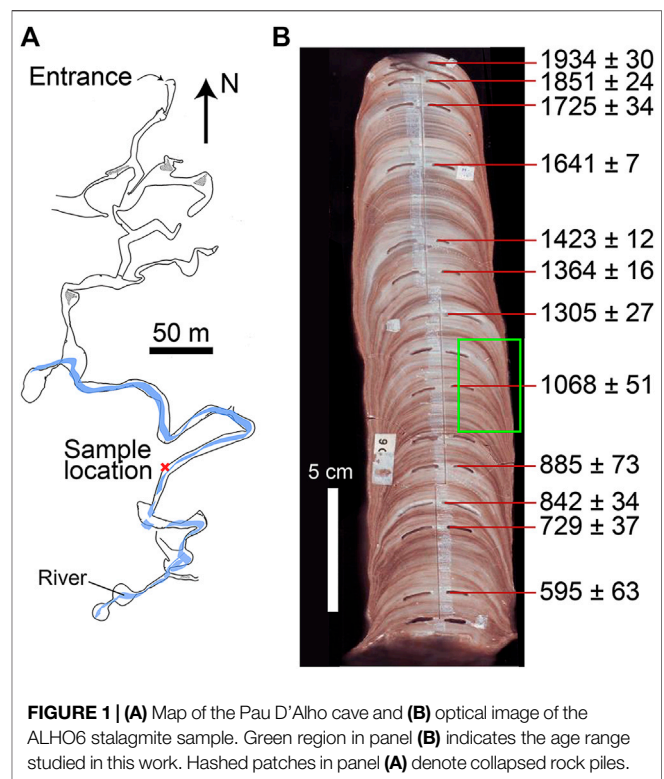 A
Entrance
N
50 m
Sample
location
River
B
1934 ± 30
1851 ± 24
1725 ± 34
1641 ± 7
1423 ± 12
1364 ± 16
1305 ± 27
1068 ± 51
885 ± 73
842 ± 34
729 ± 37
595 ± 63
5 cm
FIGURE 1 | (A) Map of the Pau D'Alho cave and (B) optical image of the
ALHO6 stalagmite sample. Green region in panel (B) indicates the age range
studied in this work. Hashed patches in panel (A) denote collapsed rock piles.